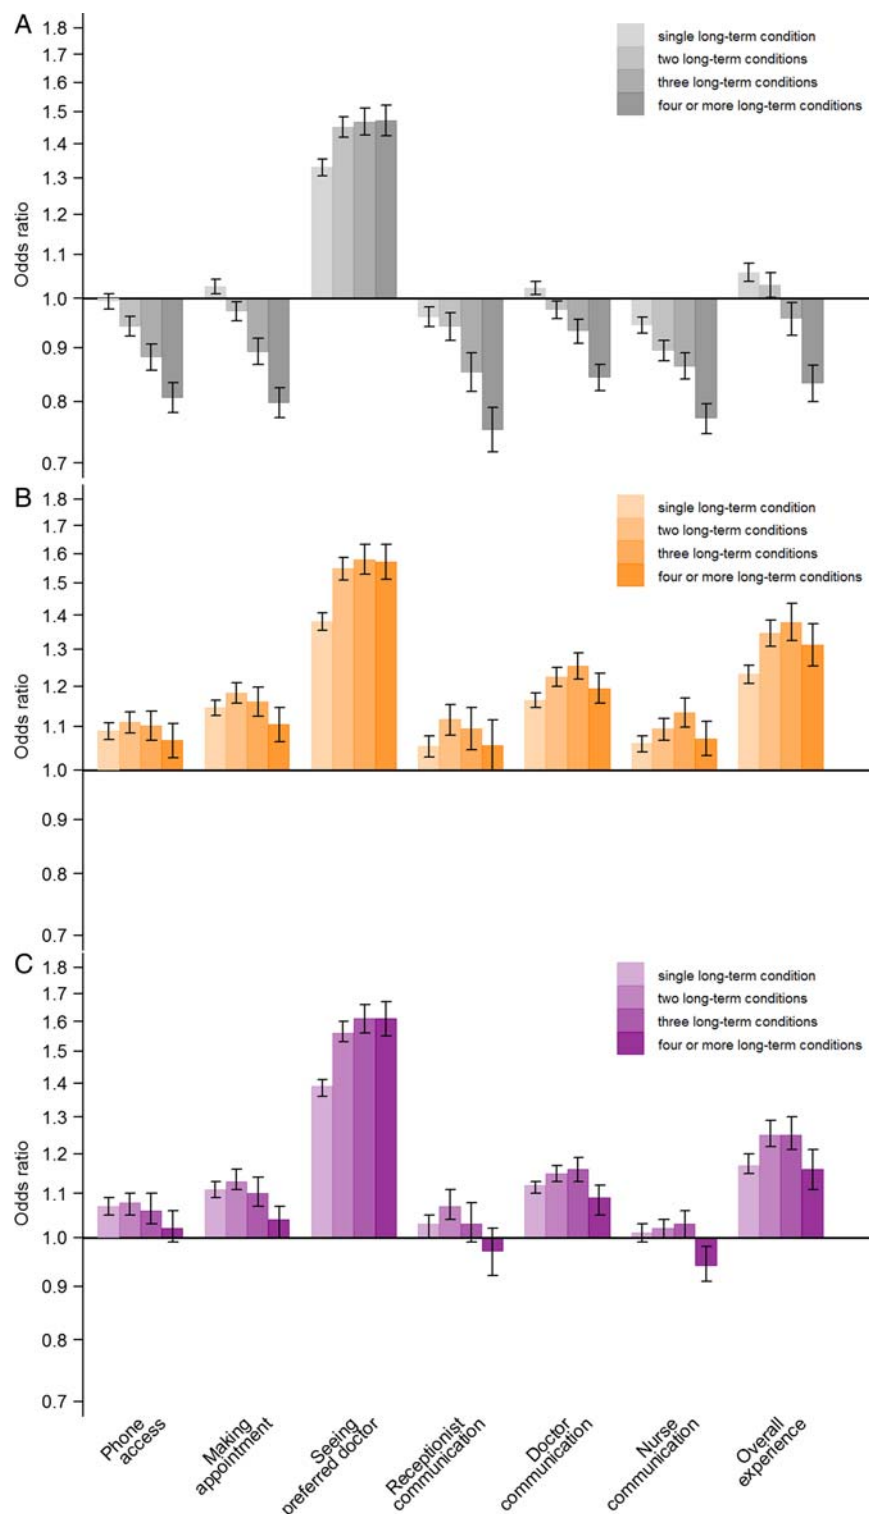 A
1.8
1.7
1.6
1.5
1.4
1.3
1.2
1.1
1.0
0.9
0.8
0.7
Odds ratio
single long-term condition
two long-term conditions
three long-term conditions
four or more long-term conditions
B
1.8
1.7
1.6
1.5
1.4
1.3
1.2
1.1
1.0
0.9
0.8
0.7
Odds ratio
single long-term condition
two long-term conditions
three long-term conditions
four or more long-term conditions
C
1.8
1.7
1.6
1.5
1.4
1.3
1.2
1.1
1.0
0.9
0.8
0.7
Odds ratio
single long-term condition
two long-term conditions
three long-term conditions
four or more long-term conditions
Phone
access
Making
appointment
Seeing
preferred doctor
Receptionist
communication
Doctor
communication
Nurse
communication
Overall
experience